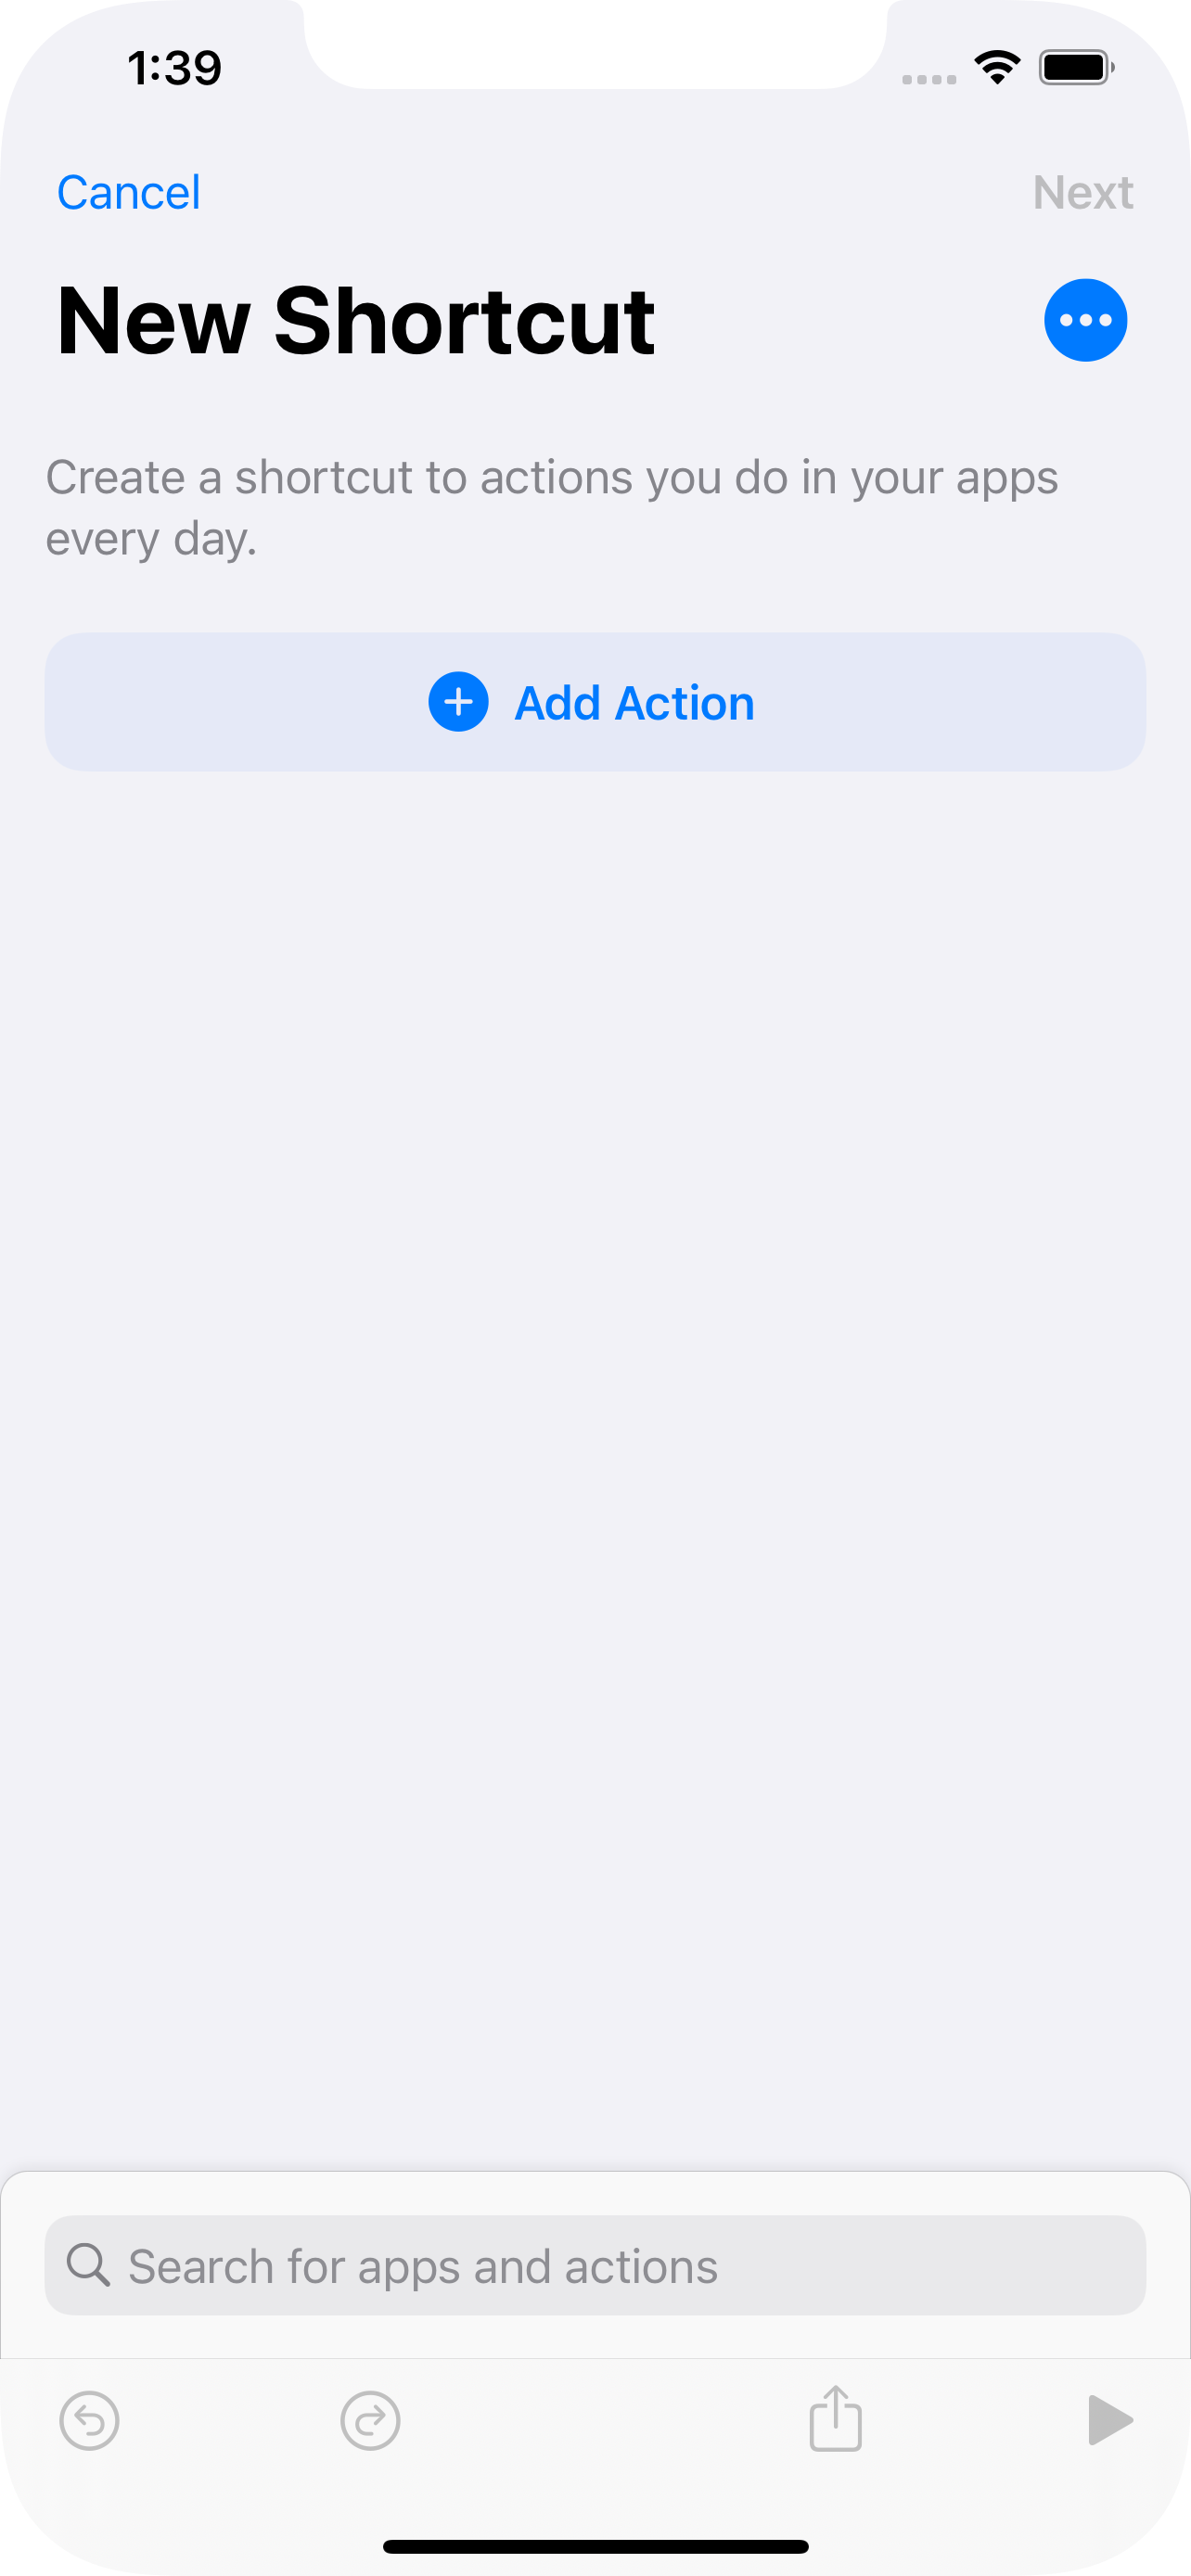 1:39
Cancel
Next
New Shortcut
Create a shortcut to actions you do in your apps
every day.
Add Action
Search for apps and actions